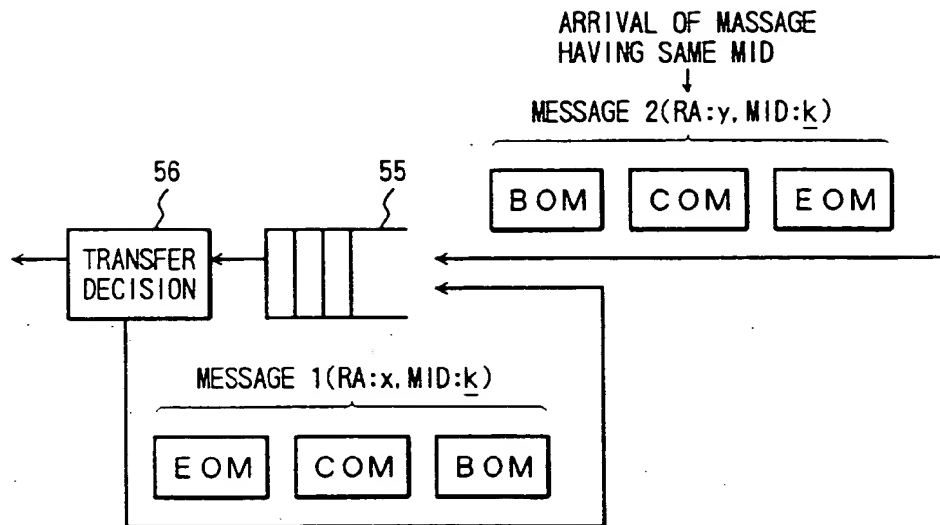 ARRIVAL OF MASSAGE
HAVING SAME MID
MESSAGE 2(RA:y, MID:k)
BOM COM EOM
56 55
TRANSFER
DECISION
MESSAGE 1(RA:x, MID:k)
EOM COM BOM